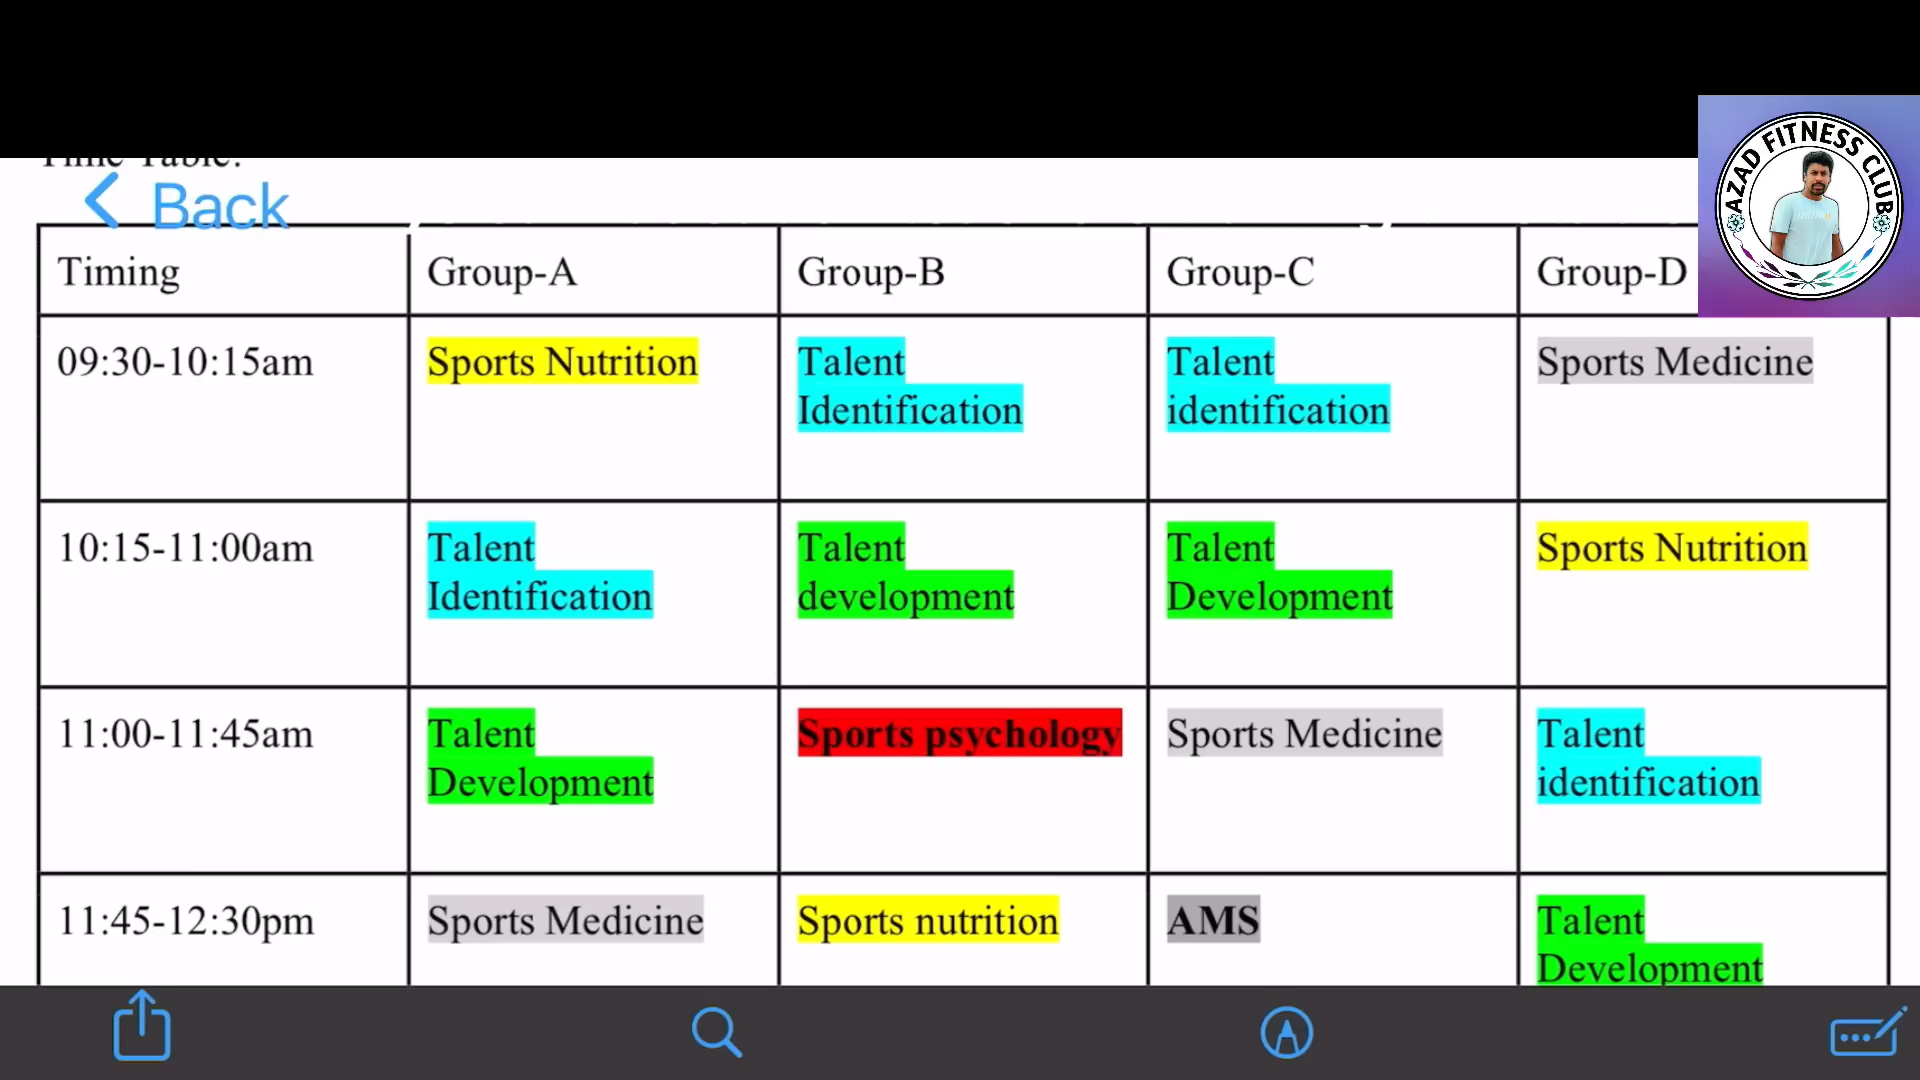 Time Table:
Back
Timing
Group-A
Group-B
Group-C
Group-D
09:30-10:15am
Sports Nutrition
Talent
Identification
Talent
identification
Sports Medicine
10:15-11:00am
Talent
Identification
Talent
development
Talent
Development
Sports Nutrition
11:00-11:45am
Talent
Development
Sports psychology
Sports Medicine
Talent
identification
11:45-12:30pm
Sports Medicine
Sports nutrition
AMS
Talent
Development
AZAD FITNESS CLUB